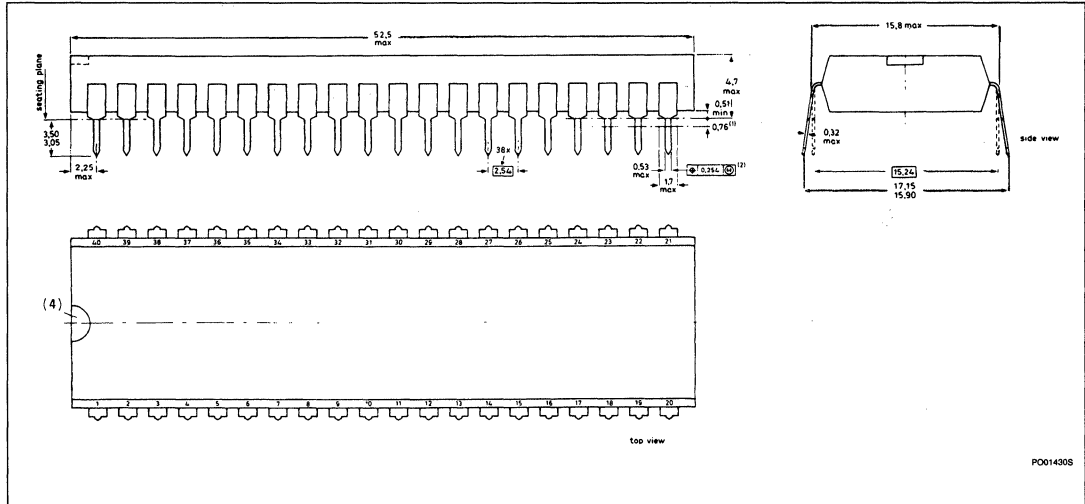 52,5
max
15,8 max
seating plane
4,7
max
0,51
min
0,76(1)
3,50
3,05
2,25
max
38x
2,54
0,53
max
1,7
max
0,254 M (2)
0,32
max
side view
15,24
17,15
15,90
40 39 38 37 36 35 34 33 32 31 30 29 28 27 26 25 24 23 22 21
(4)
1 2 3 4 5 6 7 8 9 10 11 12 13 14 15 16 17 18 19 20
top view
PO01430S